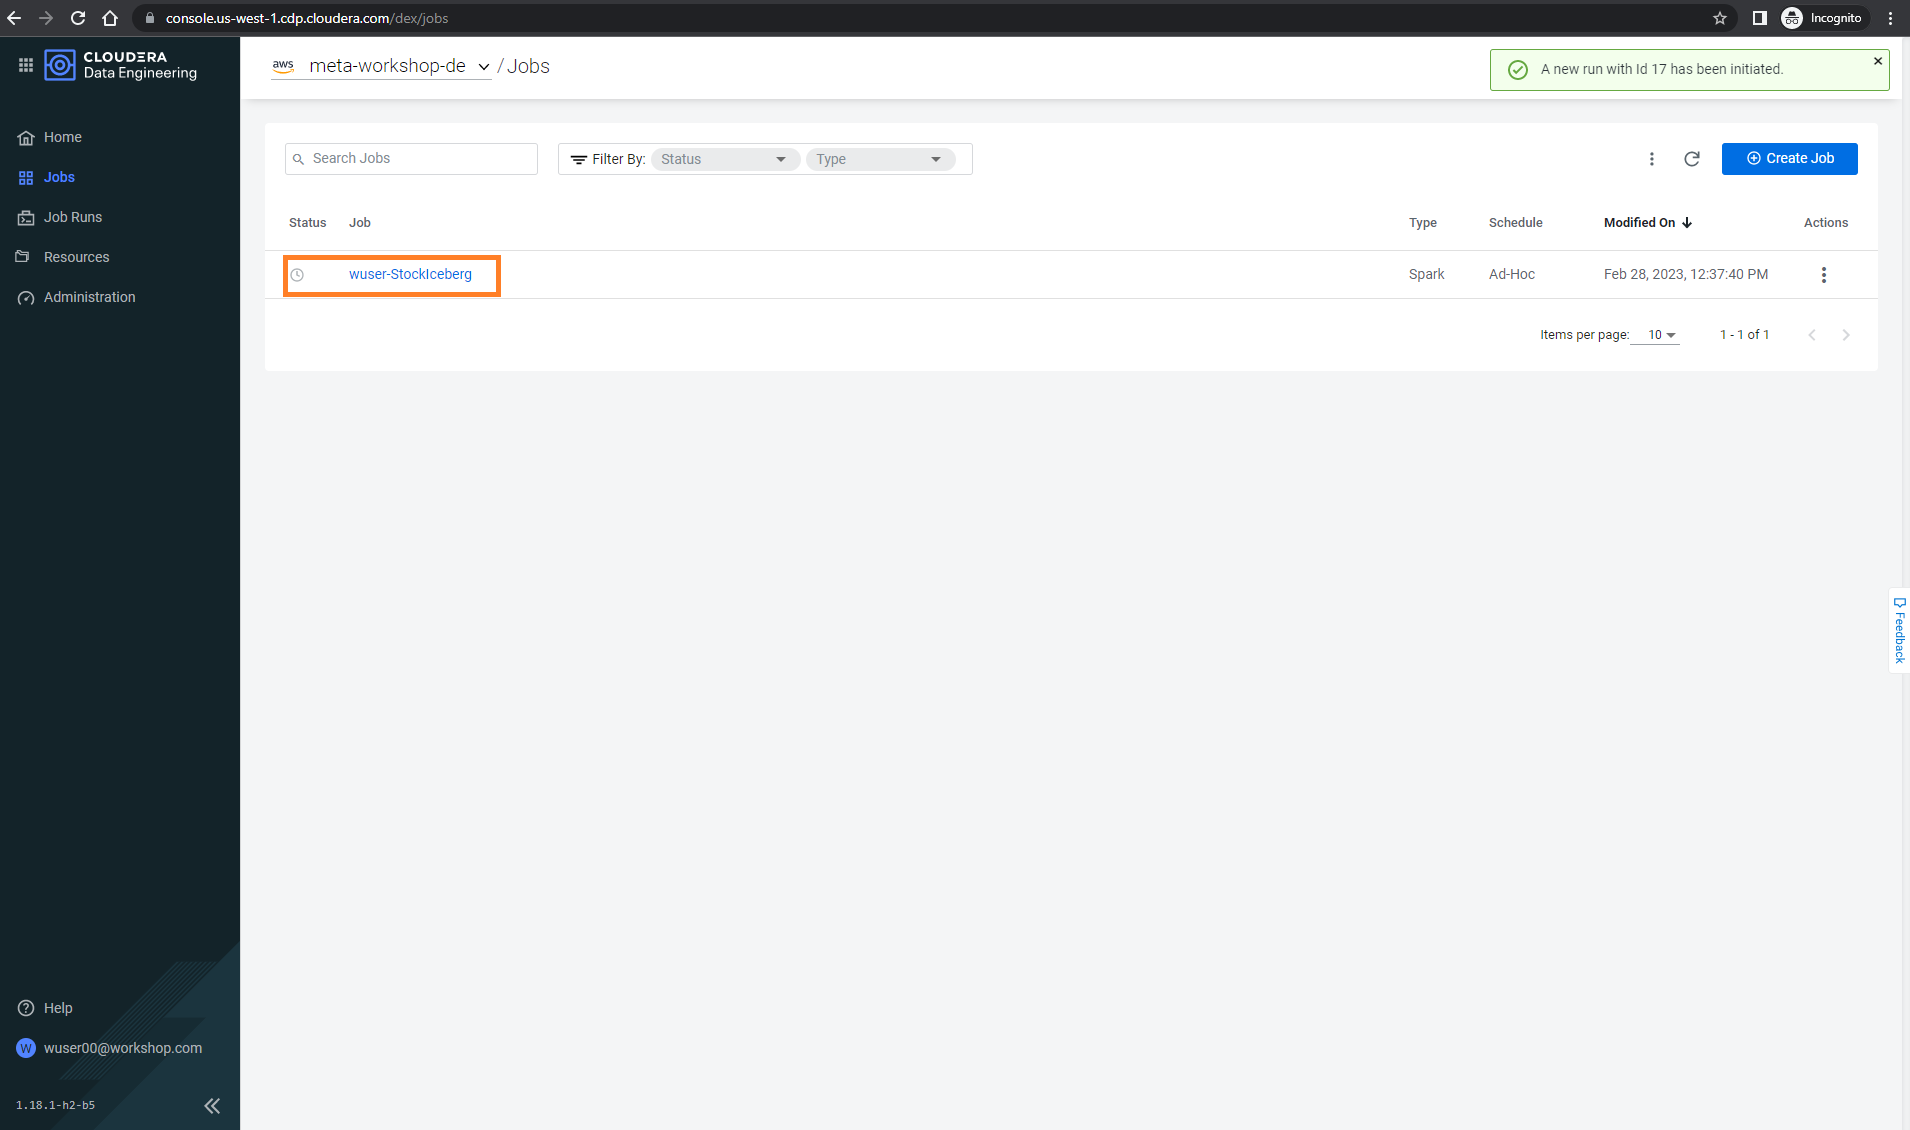 console.us-west-1.cdp.cloudera.com/dex/jobs
Incognito
CLOUDERA
Data Engineering
Home
Jobs
Job Runs
Resources
Administration
Help
W wuser00@workshop.com
1.18.1-h2-b5
aws meta-workshop-de / Jobs
A new run with Id 17 has been initiated.
Search Jobs
Filter By: Status Type
Create Job
Status Job Type Schedule Modified On Actions
wuser-StockIceberg Spark Ad-Hoc Feb 28, 2023, 12:37:40 PM
Items per page: 10 1 - 1 of 1
Feedback